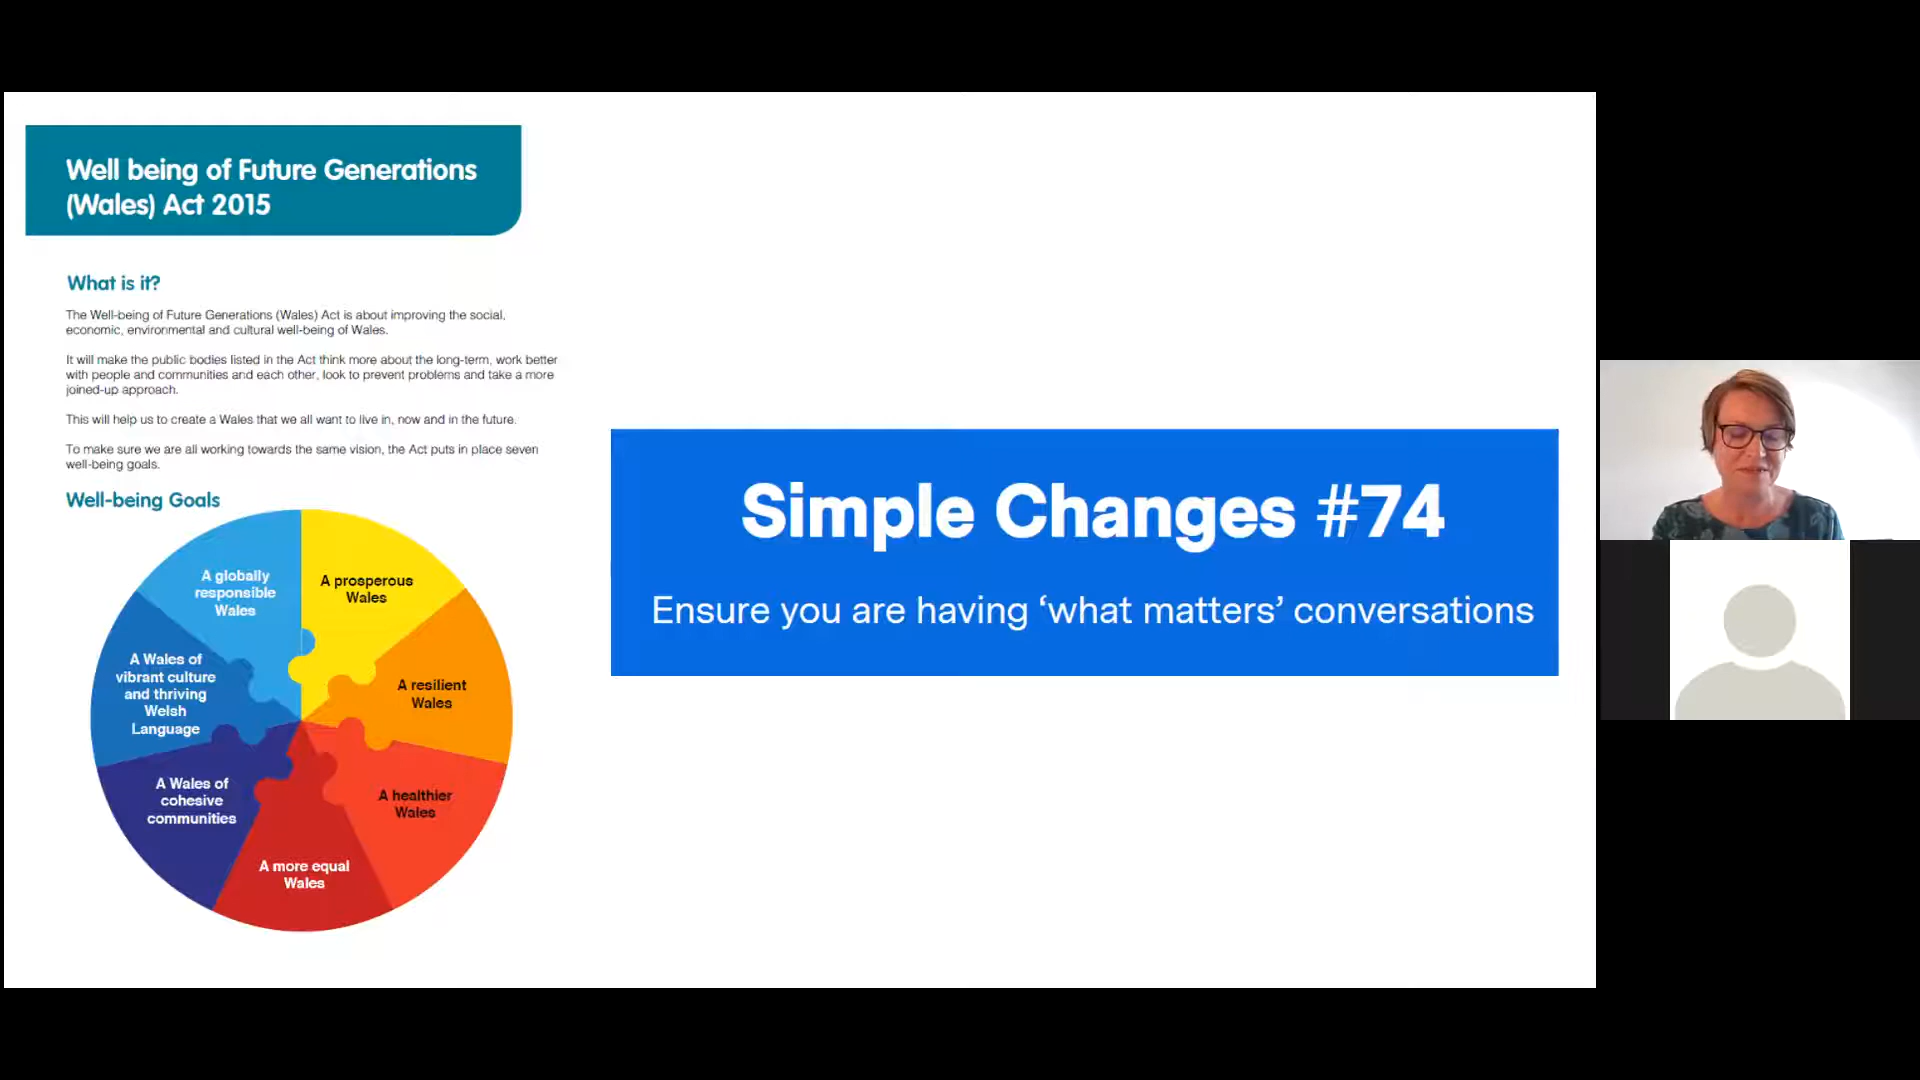 Well being of Future Generations
(Wales) Act 2015
What is it?
The Well-being of Future Generations (Wales) Act is about improving the social,
economic, environmental and cultural well-being of Wales.
It will make the public bodies listed in the Act think more about the long-term, work better
with people and communities and each other, look to prevent problems and take a more
joined-up approach.
This will help us to create a Wales that we all want to live in, now and in the future.
To make sure we are all working towards the same vision, the Act puts in place seven
well-being goals.
Well-being Goals
A globally
responsible
Wales
A prosperous
Wales
A resilient
Wales
A healthier
Wales
A more equal
Wales
A Wales of
cohesive
communities
A Wales of
vibrant culture
and thriving
Welsh
Language
Simple Changes #74
Ensure you are having ‘what matters’ conversations